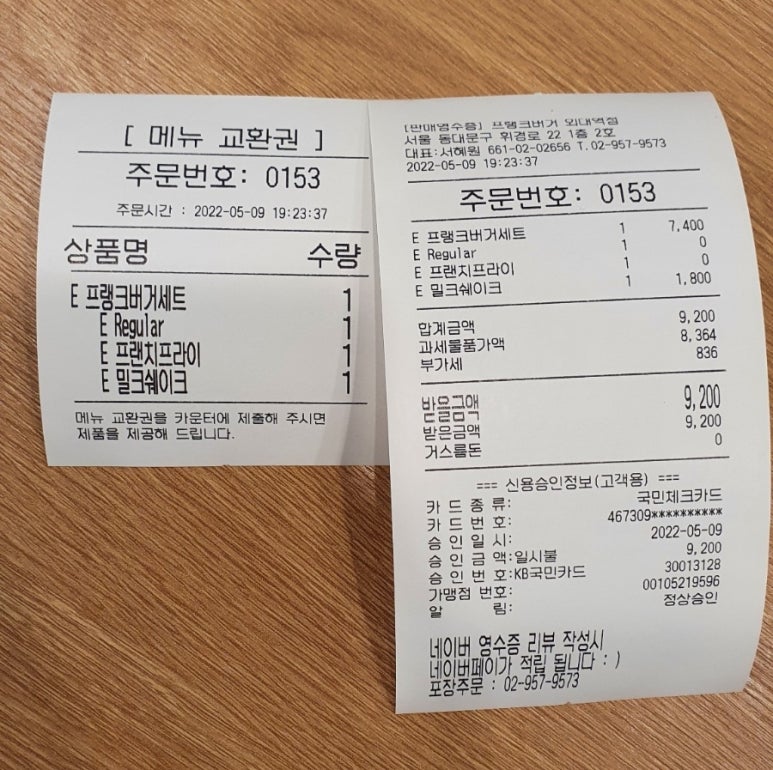 [ 메뉴 교환권 ]
주문번호: 0153
주문시간 : 2022-05-09 19:23:37
상품명 수량
E 프랭크버거세트 1
E Regular 1
E 프랜치프라이 1
E 밀크쉐이크 1
메뉴 교환권을 카운터에 제출해 주시면
제품을 제공해 드립니다.
[판매영수증] 프랭크버거 외대역점
서울 동대문구 휘경로 22 1층 2호
대표:서혜원 661-02-02656 T.02-957-9573
2022-05-09 19:23:37
주문번호: 0153
E 프랭크버거세트 1 7,400
E Regular 1 0
E 프랜치프라이 1 0
E 밀크쉐이크 1 1,800
합계금액 9,200
과세물품가액 8,364
부가세 836
받을금액 9,200
받은금액 9,200
거스름돈 0
=== 신용승인정보(고객용) ===
카 드 종 류: 국민체크카드
카 드 번 호: 467309**********
승 인 일 시: 2022-05-09
승 인 금 액:일시불 9,200
승 인 번 호:KB국민카드 30013128
가맹점 번호: 00105219596
알 림: 정상승인
네이버 영수증 리뷰 작성시
네이버페이가 적립 됩니다 : )
포장주문 : 02-957-9573